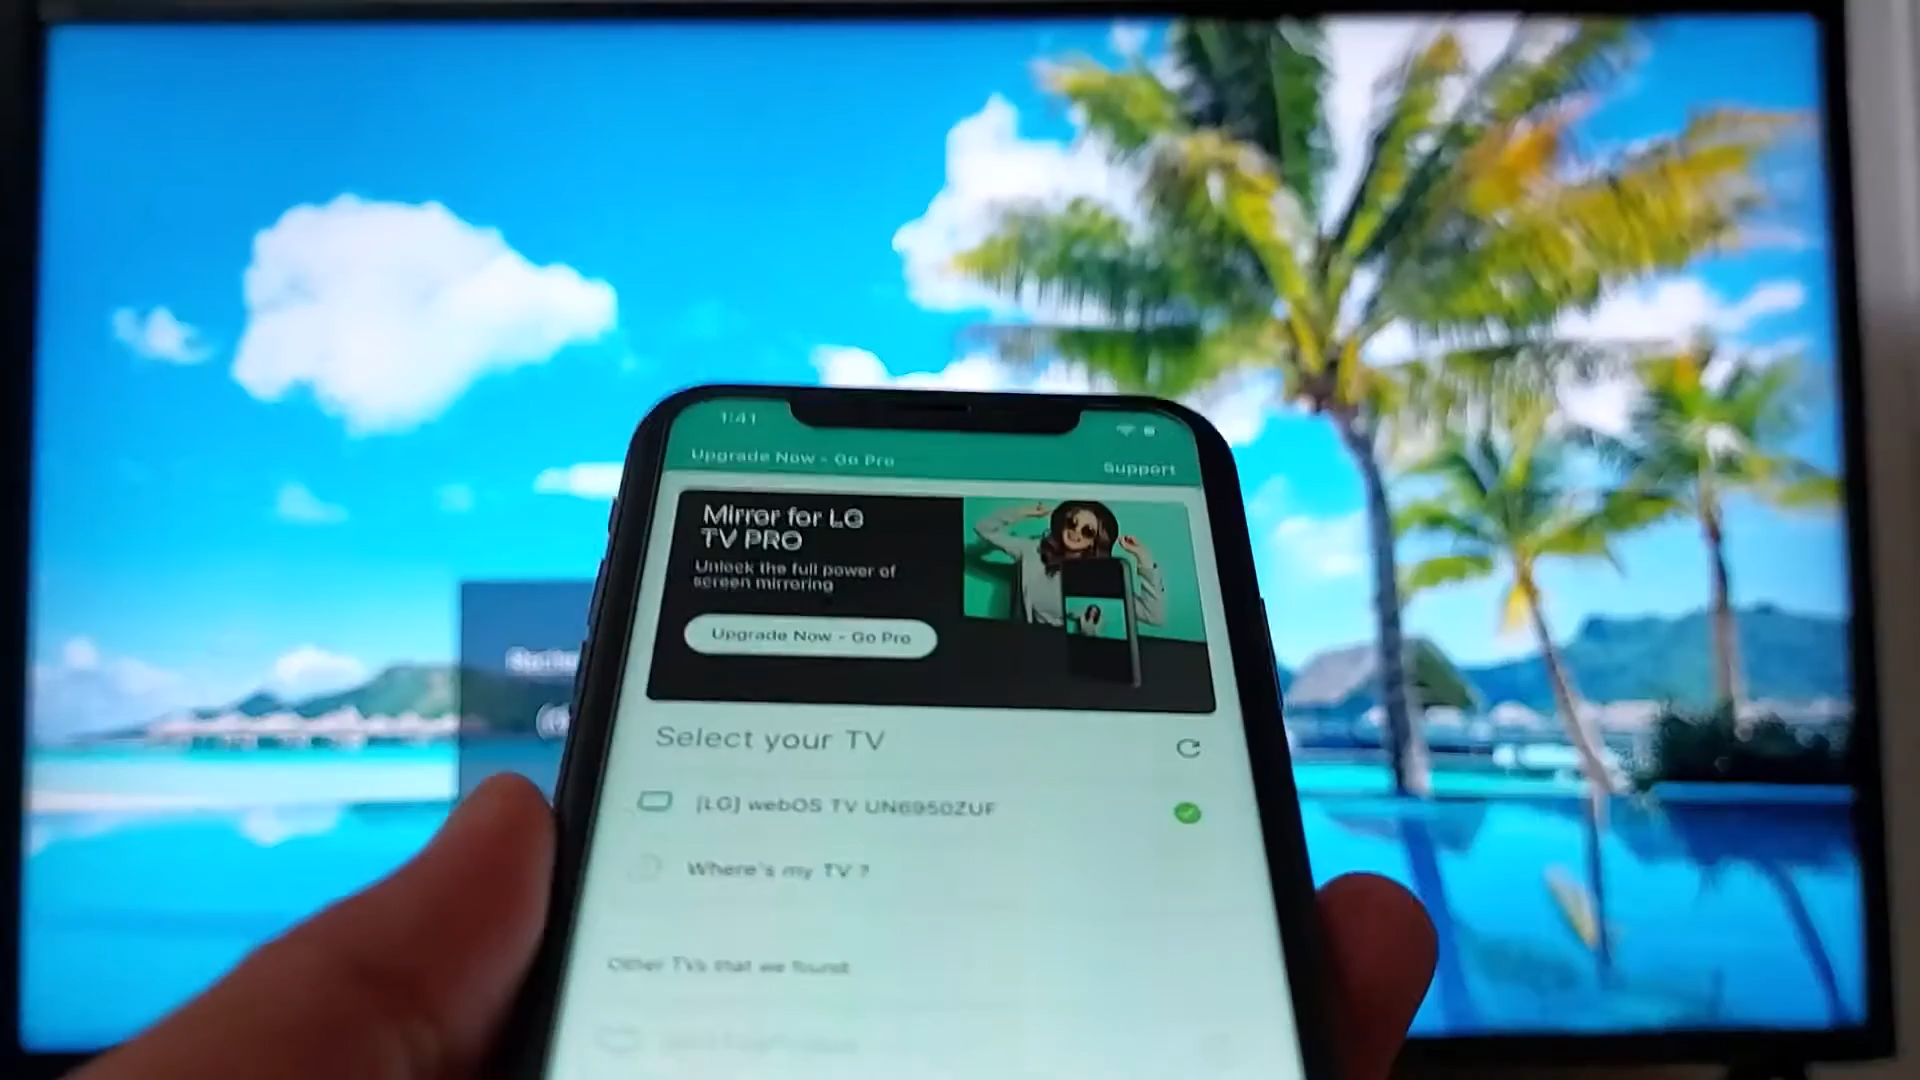 1:41
Upgrade Now - Go Pro
Support
Mirror for LG
TV PRO
Unlock the full power of
screen mirroring
Upgrade Now - Go Pro
Select your TV
[LG] webOS TV UN6950ZUF
Where's my TV ?
Other TVs that we found